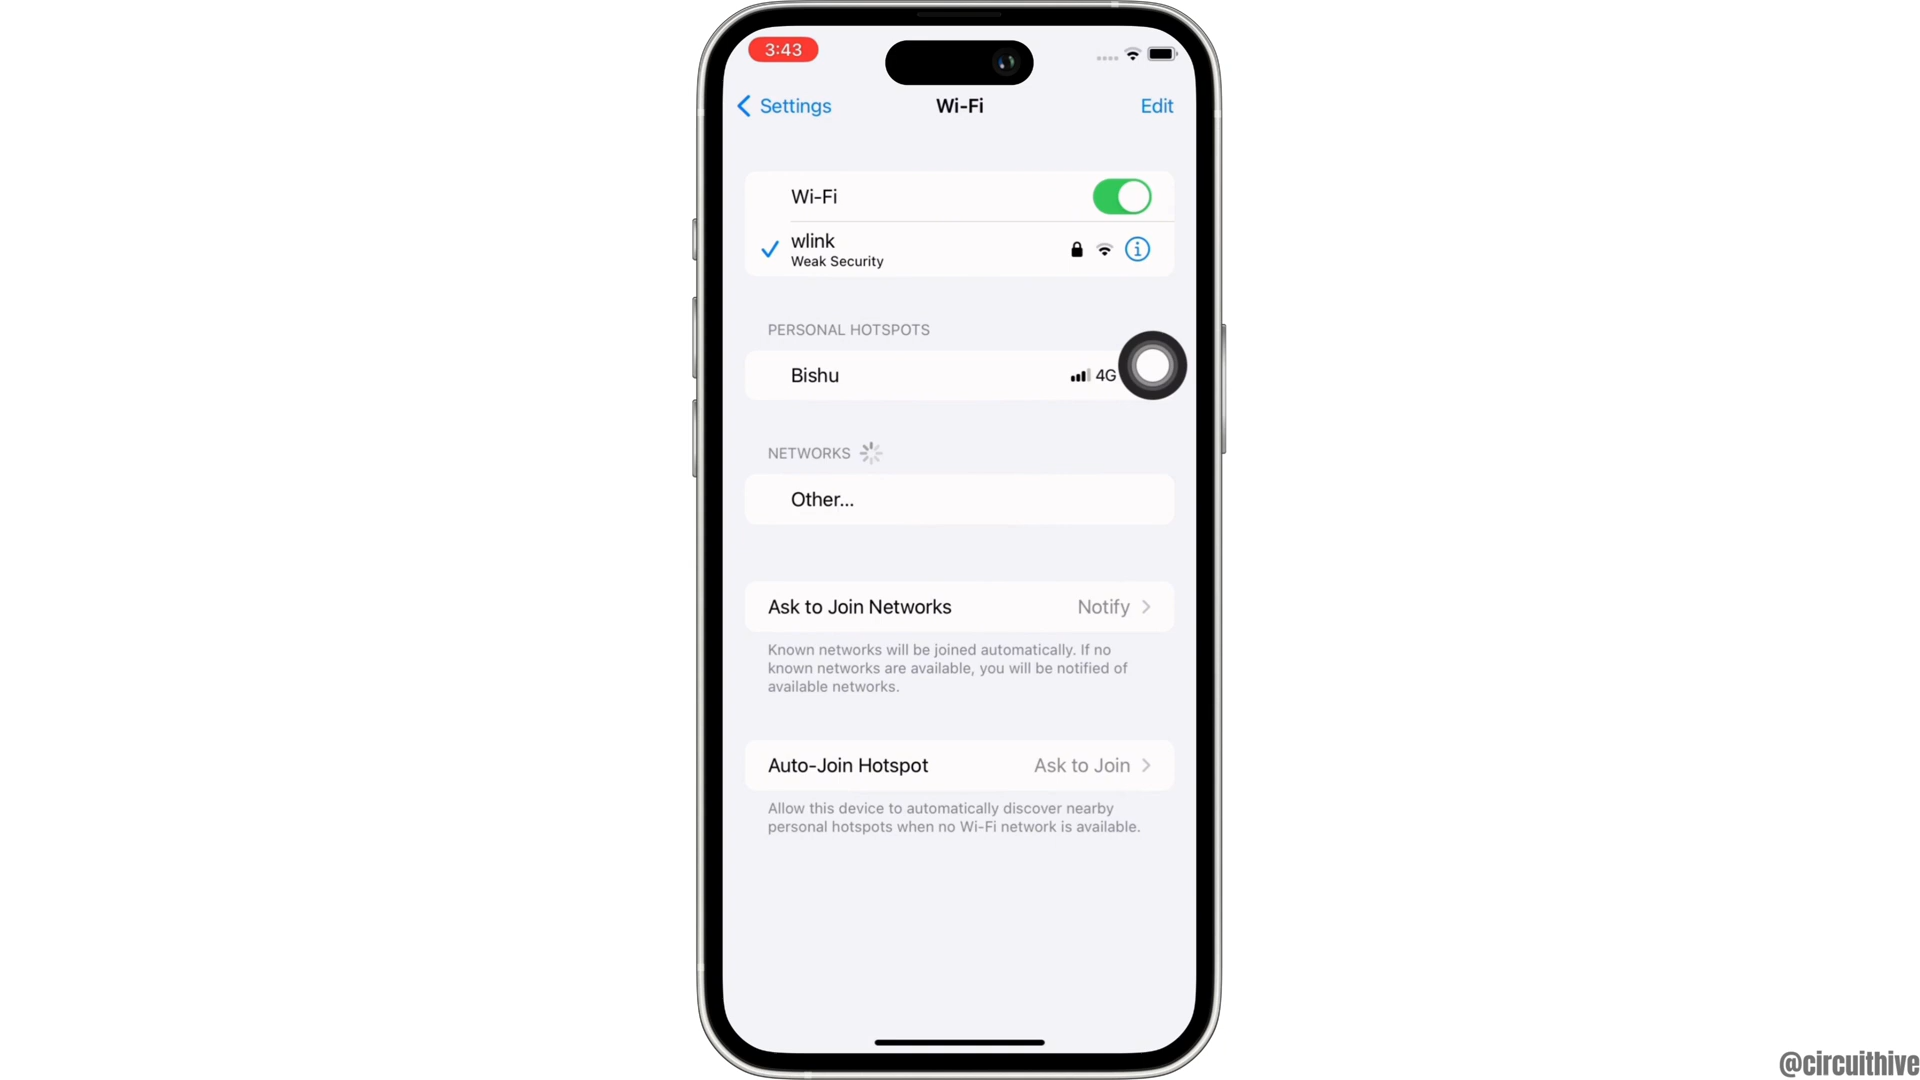 3:43
Settings
Wi-Fi
Edit
Wi-Fi
wlink
Weak Security
PERSONAL HOTSPOTS
Bishu
4G
NETWORKS
Other...
Ask to Join Networks
Notify
Known networks will be joined automatically. If no
known networks are available, you will be notified of
available networks.
Auto-Join Hotspot
Ask to Join
Allow this device to automatically discover nearby
personal hotspots when no Wi-Fi network is available.
@circuithive